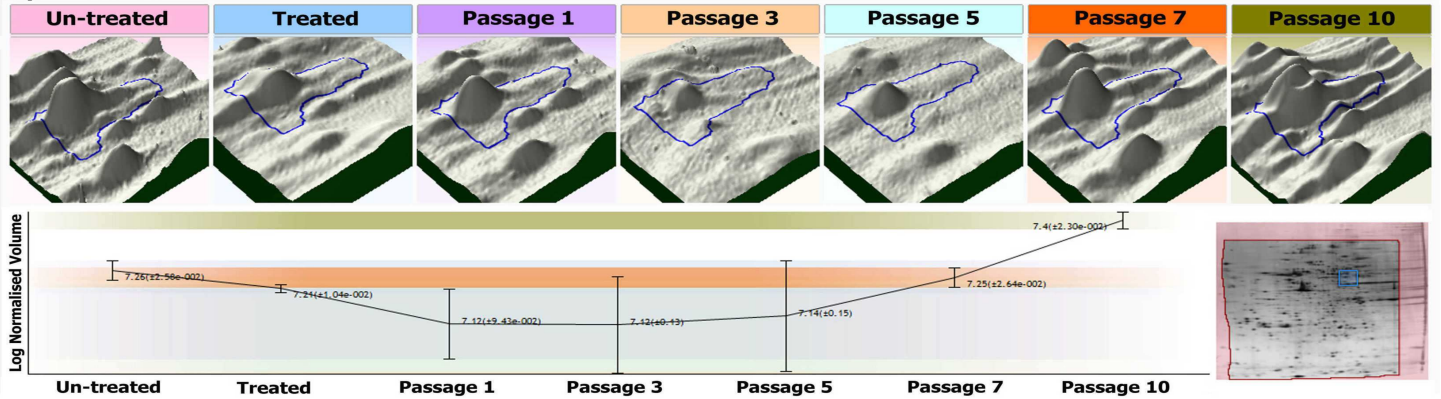 Un-treated Treated Passage 1 Passage 3 Passage 5 Passage 7 Passage 10
Log Normalised Volume
7.26(±2.58e-002)
7.21(±1.04e-002)
7.12(±9.43e-002)
7.12(±0.13)
7.14(±0.15)
7.25(±2.64e-002)
7.4(±2.30e-002)
Un-treated Treated Passage 1 Passage 3 Passage 5 Passage 7 Passage 10